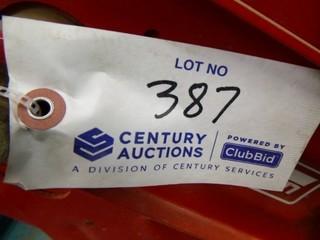 LOT NO
387
CENTURY AUCTIONS
POWERED BY
ClubBid
A DIVISION OF CENTURY SERVICES